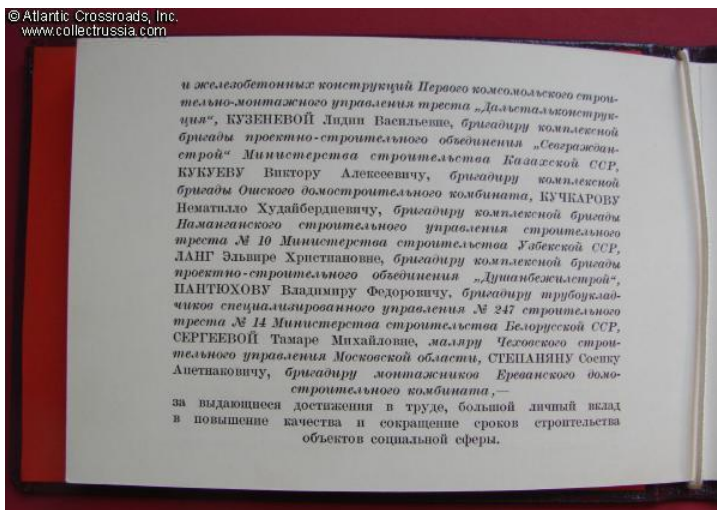 © Atlantic Crossroads, Inc.
www.collectrussia.com
и железобетонных конструкций Первого комсомольского строи-
тельно-монтажного управления треста „Дальстальконструк-
ция“, КУЗЕНЕВОЙ Лидии Васильевне, бригадиру комплексной
бригады проектно-строительного объединения „Севграждан-
строй“ Министерства строительства Казахской ССР,
КУКУЕВУ Виктору Алексеевичу, бригадиру комплексной
бригады Ошского домостроительного комбината, КУЧКАРОВУ
Нематилло Худайбердиевичу, бригадиру комплексной бригады
Наманганского строительного управления строительного
треста № 10 Министерства строительства Узбекской ССР,
ЛАНГ Эльвире Христиановне, бригадиру комплексной бригады
проектно-строительного объединения „Душанбежилстрой“,
ПАНТЮХОВУ Владимиру Федоровичу, бригадиру трубоуклад-
чиков специализированного управления № 247 строительного
треста № 14 Министерства строительства Белорусской ССР,
СЕРГЕЕВОЙ Тамаре Михайловне, маляру Чеховского строи-
тельного управления Московской области, СТЕПАНЯНУ Сосику
Апетнаковичу, бригадиру монтажников Ереванского домо-
строительного комбината,—
за выдающиеся достижения в труде, большой личный вклад
в повышение качества и сокращение сроков строительства
объектов социальной сферы.